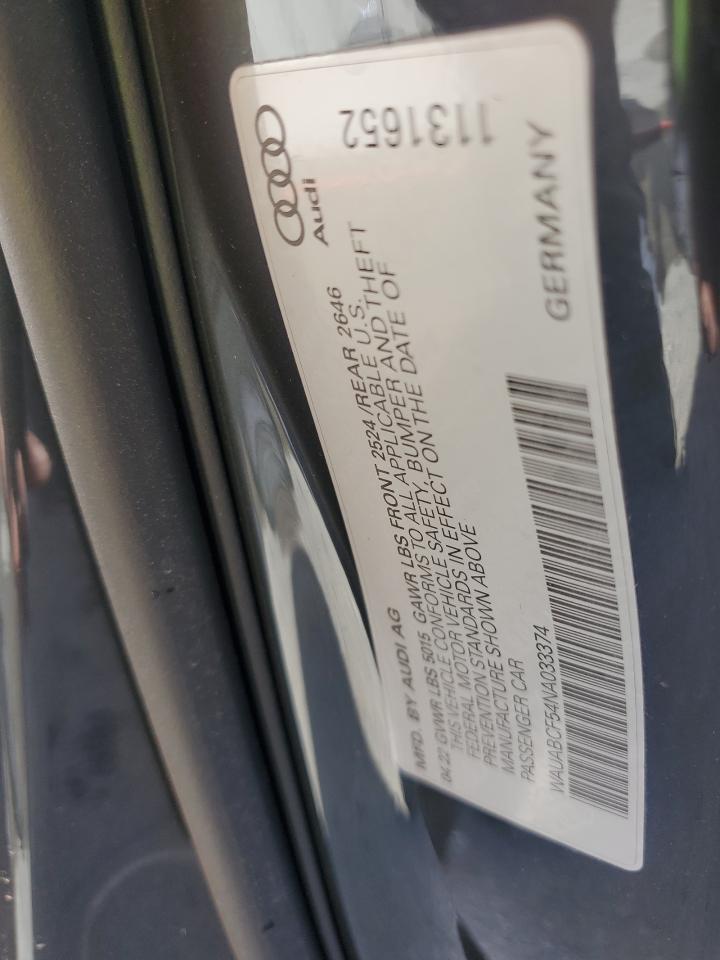 MFD. BY AUDI AG
04.22 GVWR LBS 5015 GAWR LBS FRONT 2524 /REAR 2646
THIS VEHICLE CONFORMS TO ALL APPLICABLE U.S.
FEDERAL MOTOR VEHICLE SAFETY, BUMPER AND THEFT
PREVENTION STANDARDS IN EFFECT ON THE DATE OF
MANUFACTURE SHOWN ABOVE
PASSENGER CAR
WAUABCF54NA033374
Audi
1131652
GERMANY